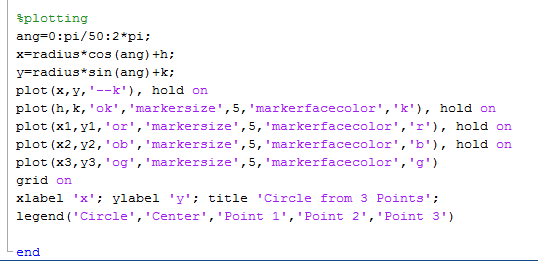 %plotting
ang=0:pi/50:2*pi;
x=radius*cos(ang)+h;
y=radius*sin(ang)+k;
plot(x,y,'--k'), hold on
plot(h,k,'ok','markersize',5,'markerfacecolor','k'), hold on
plot(x1,y1,'or','markersize',5,'markerfacecolor','r'), hold on
plot(x2,y2,'ob','markersize',5,'markerfacecolor','b'), hold on
plot(x3,y3,'og','markersize',5,'markerfacecolor','g')
grid on
xlabel 'x'; ylabel 'y'; title 'Circle from 3 Points';
legend('Circle','Center','Point 1','Point 2','Point 3')
end